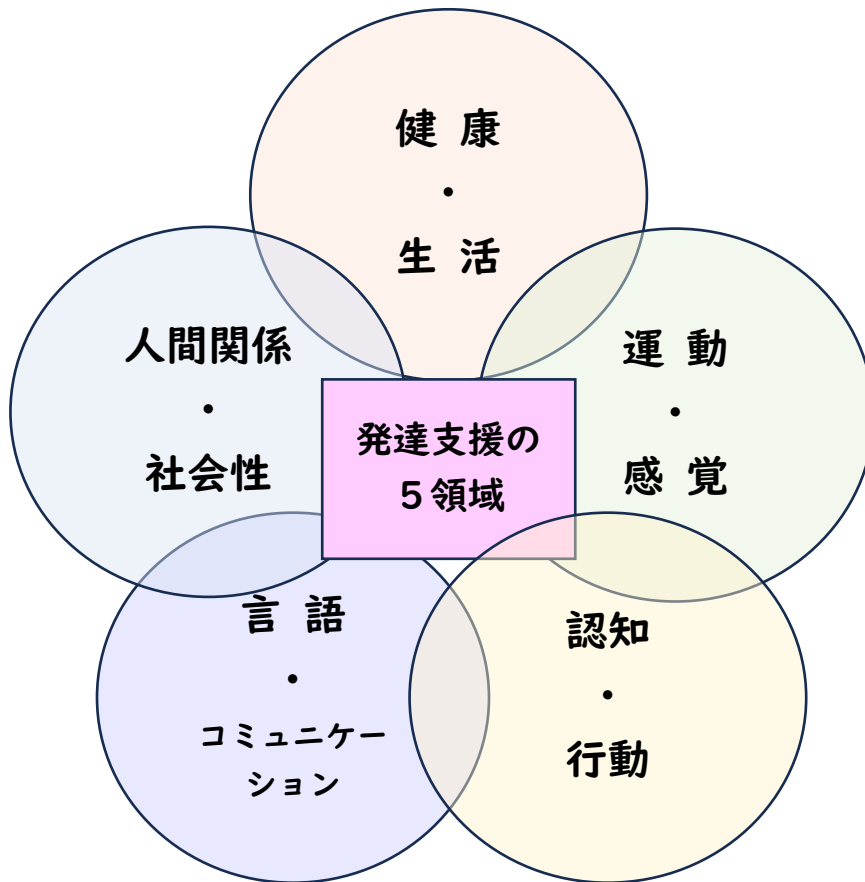 健 康
・
生 活
人間関係
・
社会性
運 動
・
感 覚
発達支援の
５領域
言 語
・
コミュニケー
ション
認知
・
行動